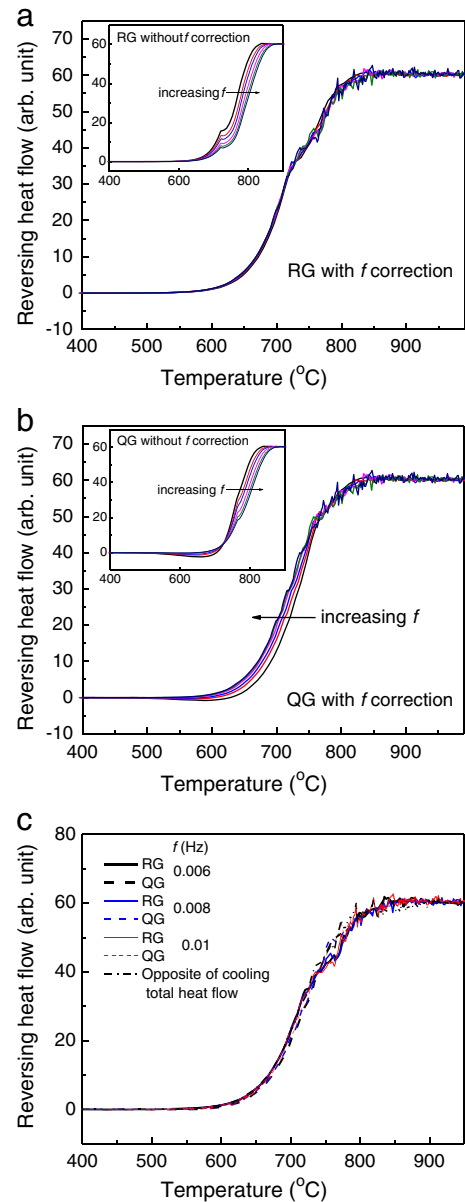 a
RG without f correction
increasing f
60
40
20
0
400 600 800
70
60
50
40
30
20
10
0
-10
400 500 600 700 800 900
Reversing heat flow (arb. unit)
RG with f correction
Temperature (°C)
b
QG without f correction
increasing f
60
40
20
0
400 600 800
70
60
50
40
30
20
10
0
-10
400 500 600 700 800 900
Reversing heat flow (arb. unit)
increasing f
QG with f correction
Temperature (°C)
c
80
60
40
20
0
400 500 600 700 800 900
Reversing heat flow (arb. unit)
f (Hz)
RG
0.006
QG
RG
0.008
QG
RG
0.01
QG
Opposite of cooling
total heat flow
Temperature (°C)